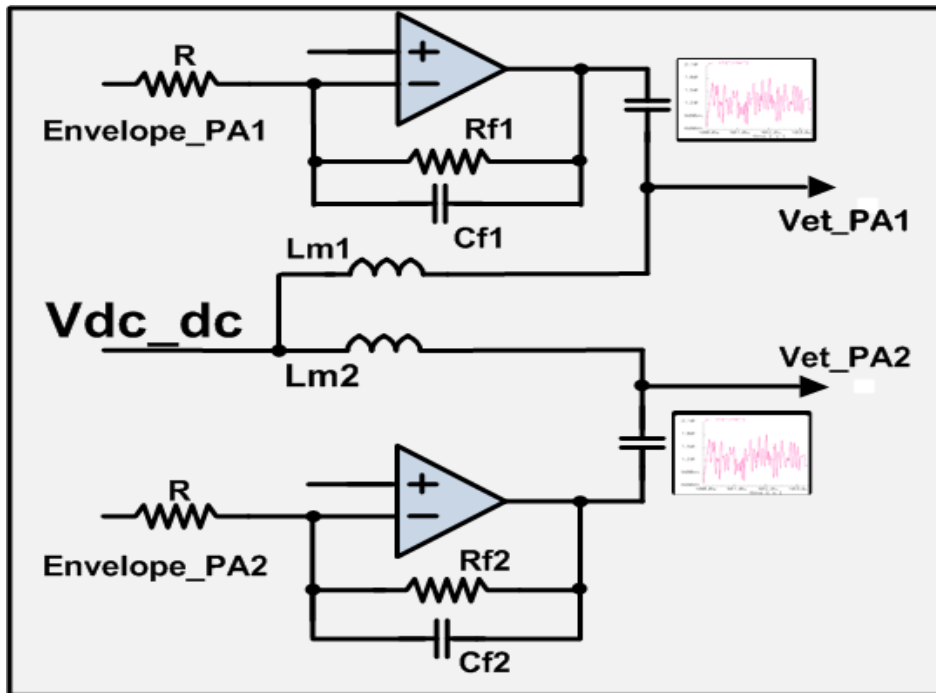 R
+
−
Envelope_PA1
Rf1
Cf1
Vet_PA1
Lm1
Vdc_dc
Lm2
Vet_PA2
R
+
−
Envelope_PA2
Rf2
Cf2